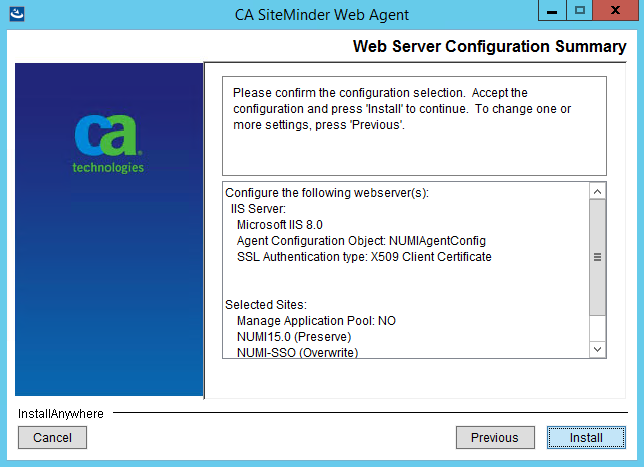 CA SiteMinder Web Agent
Web Server Configuration Summary
ca
technologies
Please confirm the configuration selection. Accept the
configuration and press 'Install' to continue. To change one or
more settings, press 'Previous'.
Configure the following webserver(s):
IIS Server:
Microsoft IIS 8.0
Agent Configuration Object: NUMIAgentConfig
SSL Authentication type: X509 Client Certificate
Selected Sites:
Manage Application Pool: NO
NUMI15.0 (Preserve)
NUMI-SSO (Overwrite)
InstallAnywhere
Cancel
Previous
Install